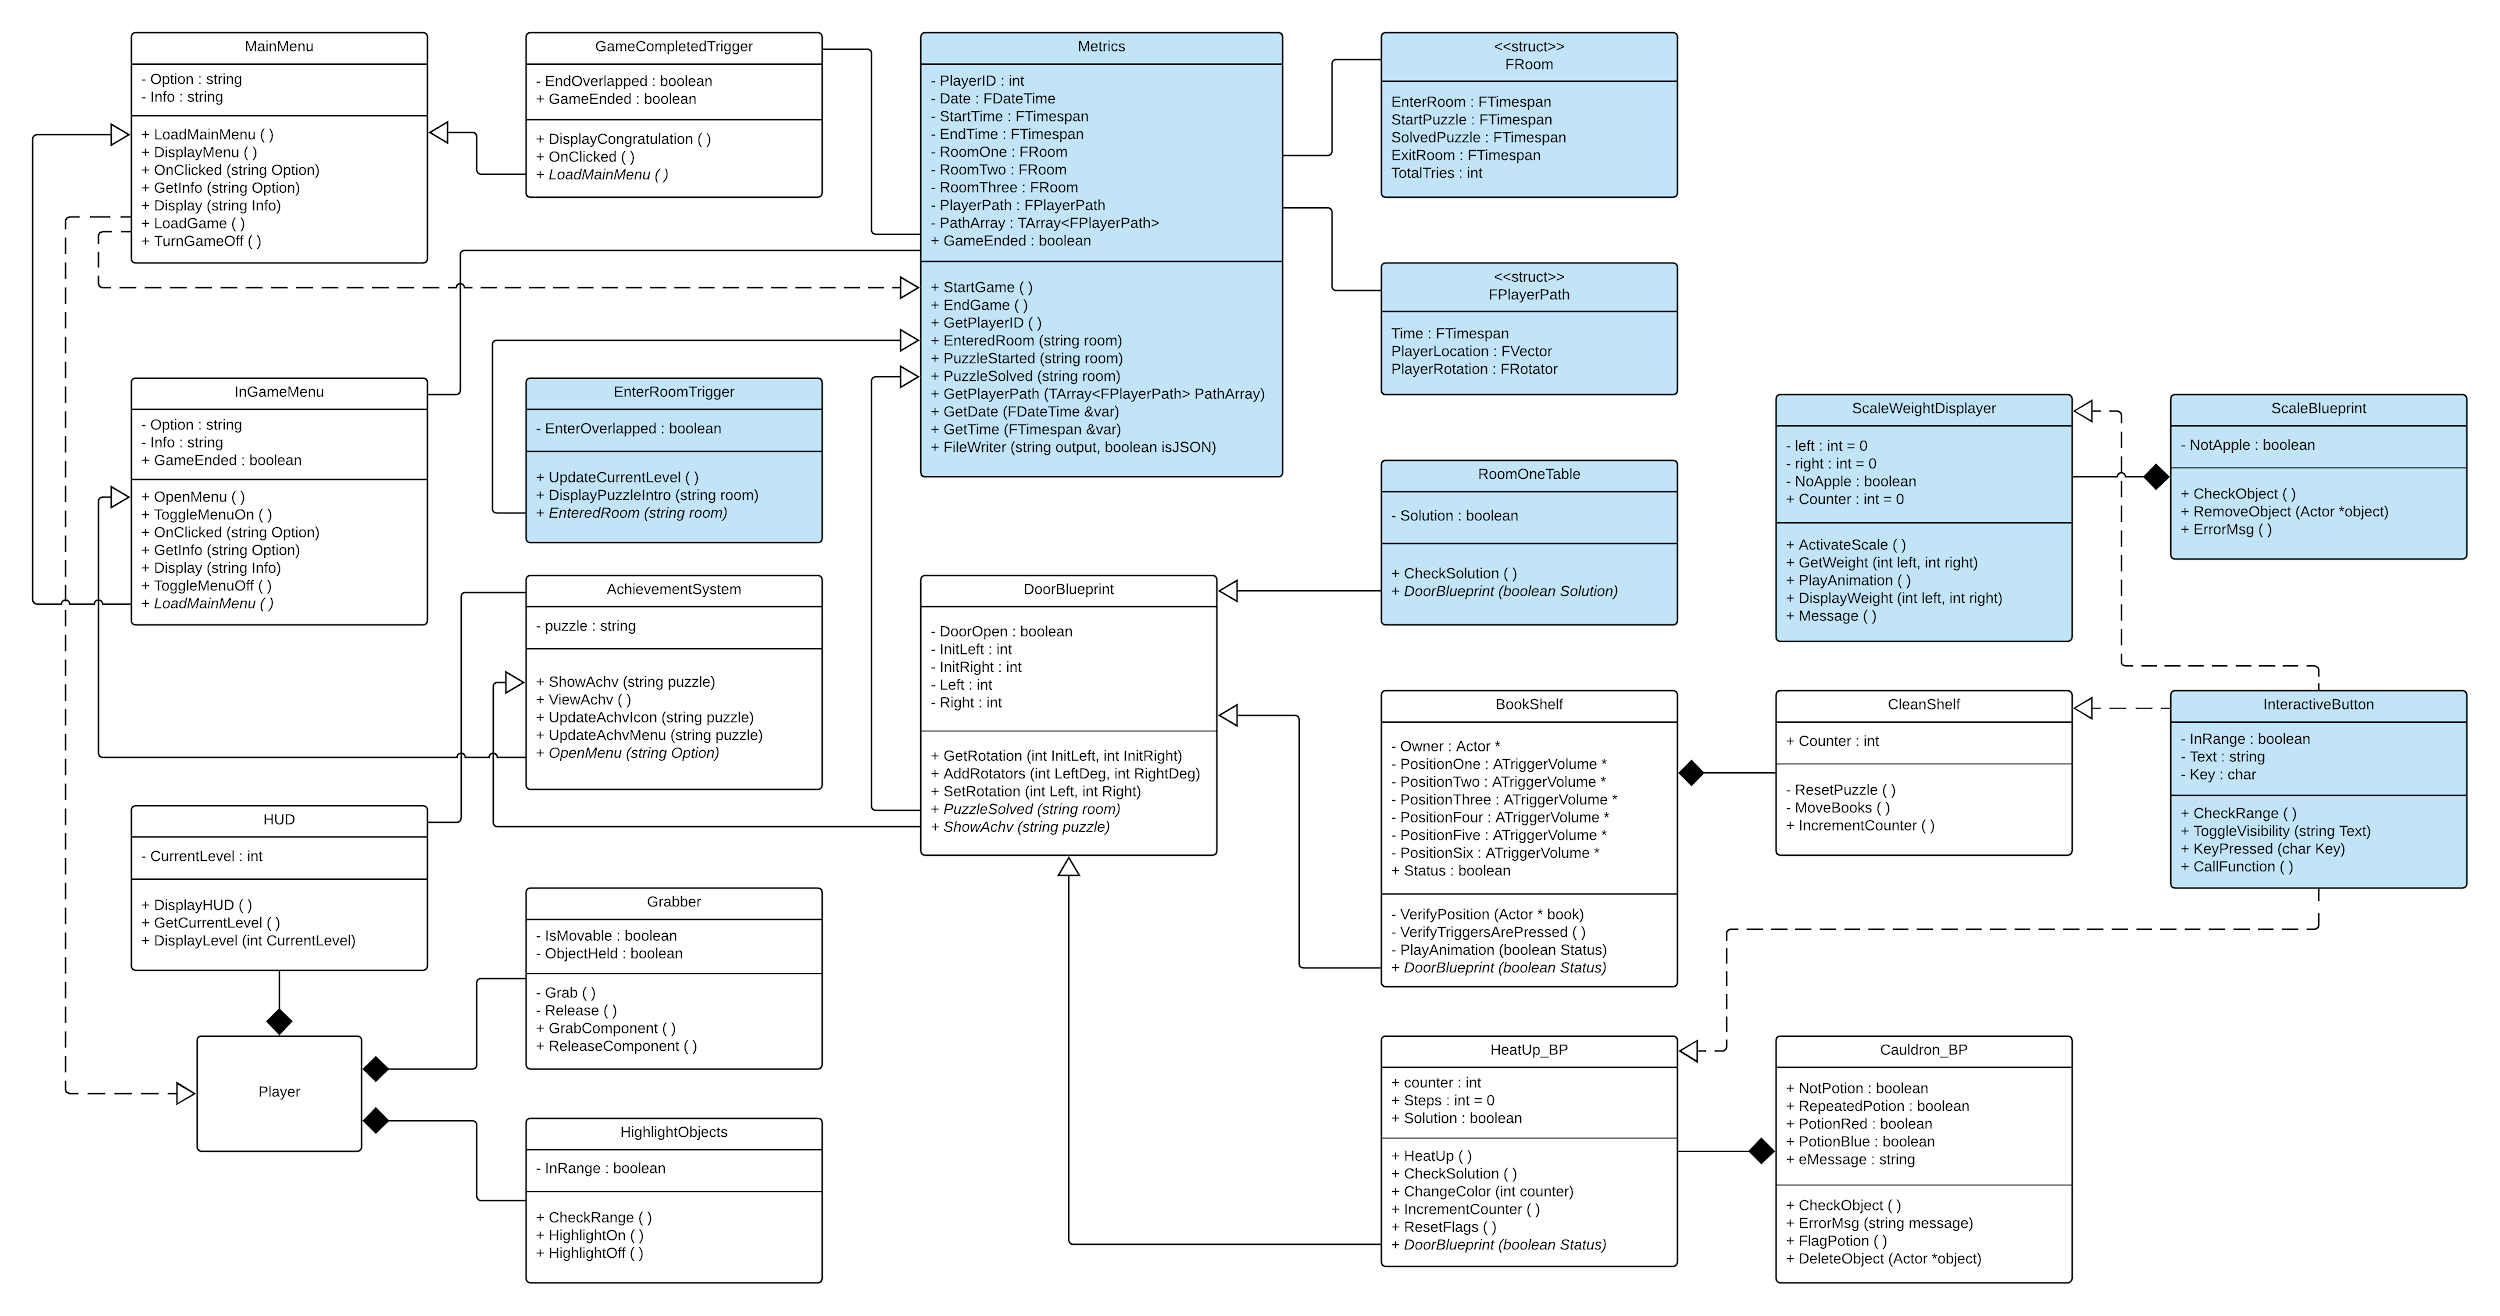 MainMenu
- Option : string
- Info : string
+ LoadMainMenu ( )
+ DisplayMenu ( )
+ OnClicked (string Option)
+ GetInfo (string Option)
+ Display (string Info)
+ LoadGame ( )
+ TurnGameOff ( )
GameCompletedTrigger
- EndOverlapped : boolean
+ GameEnded : boolean
+ DisplayCongratulation ( )
+ OnClicked ( )
+ LoadMainMenu ( )
Metrics
- PlayerID : int
- Date : FDateTime
- StartTime : FTimespan
- EndTime : FTimespan
- RoomOne : FRoom
- RoomTwo : FRoom
- RoomThree : FRoom
- PlayerPath : FPlayerPath
- PathArray : TArray<FPlayerPath>
+ GameEnded : boolean
+ StartGame ( )
+ EndGame ( )
+ GetPlayerID ( )
+ EnteredRoom (string room)
+ PuzzleStarted (string room)
+ PuzzleSolved (string room)
+ GetPlayerPath (TArray<FPlayerPath> PathArray)
+ GetDate (FDateTime &var)
+ GetTime (FTimespan &var)
+ FileWriter (string output, boolean isJSON)
<<struct>>
FRoom
EnterRoom : FTimespan
StartPuzzle : FTimespan
SolvedPuzzle : FTimespan
ExitRoom : FTimespan
TotalTries : int
<<struct>>
FPlayerPath
Time : FTimespan
PlayerLocation : FVector
PlayerRotation : FRotator
InGameMenu
- Option : string
- Info : string
+ GameEnded : boolean
+ OpenMenu ( )
+ ToggleMenuOn ( )
+ OnClicked (string Option)
+ GetInfo (string Option)
+ Display (string Info)
+ ToggleMenuOff ( )
+ LoadMainMenu ( )
EnterRoomTrigger
- EnterOverlapped : boolean
+ UpdateCurrentLevel ( )
+ DisplayPuzzleIntro (string room)
+ EnteredRoom (string room)
ScaleWeightDisplayer
- left : int = 0
- right : int = 0
- NoApple : boolean
+ Counter : int = 0
+ ActivateScale ( )
+ GetWeight (int left, int right)
+ PlayAnimation ( )
+ DisplayWeight (int left, int right)
+ Message ( )
ScaleBlueprint
- NotApple : boolean
+ CheckObject ( )
+ RemoveObject (Actor *object)
+ ErrorMsg ( )
RoomOneTable
- Solution : boolean
+ CheckSolution ( )
+ DoorBlueprint (boolean Solution)
AchievementSystem
- puzzle : string
+ ShowAchv (string puzzle)
+ ViewAchv ( )
+ UpdateAchvIcon (string puzzle)
+ UpdateAchvMenu (string puzzle)
+ OpenMenu (string Option)
DoorBlueprint
- DoorOpen : boolean
- InitLeft : int
- InitRight : int
- Left : int
- Right : int
+ GetRotation (int InitLeft, int InitRight)
+ AddRotators (int LeftDeg, int RightDeg)
+ SetRotation (int Left, int Right)
+ PuzzleSolved (string room)
+ ShowAchv (string puzzle)
BookShelf
- Owner : Actor *
- PositionOne : ATriggerVolume *
- PositionTwo : ATriggerVolume *
- PositionThree : ATriggerVolume *
- PositionFour : ATriggerVolume *
- PositionFive : ATriggerVolume *
- PositionSix : ATriggerVolume *
+ Status : boolean
- VerifyPosition (Actor * book)
- VerifyTriggersArePressed ( )
- PlayAnimation (boolean Status)
+ DoorBlueprint (boolean Status)
CleanShelf
+ Counter : int
- ResetPuzzle ( )
- MoveBooks ( )
+ IncrementCounter ( )
InteractiveButton
- InRange : boolean
- Text : string
- Key : char
+ CheckRange ( )
+ ToggleVisibility (string Text)
+ KeyPressed (char Key)
+ CallFunction ( )
HUD
- CurrentLevel : int
+ DisplayHUD ( )
+ GetCurrentLevel ( )
+ DisplayLevel (int CurrentLevel)
Grabber
- IsMovable : boolean
- ObjectHeld : boolean
- Grab ( )
- Release ( )
+ GrabComponent ( )
+ ReleaseComponent ( )
Player
HighlightObjects
- InRange : boolean
+ CheckRange ( )
+ HighlightOn ( )
+ HighlightOff ( )
HeatUp_BP
+ counter : int
+ Steps : int = 0
+ Solution : boolean
+ HeatUp ( )
+ CheckSolution ( )
+ ChangeColor (int counter)
+ IncrementCounter ( )
+ ResetFlags ( )
+ DoorBlueprint (boolean Status)
Cauldron_BP
+ NotPotion : boolean
+ RepeatedPotion : boolean
+ PotionRed : boolean
+ PotionBlue : boolean
+ eMessage : string
+ CheckObject ( )
+ ErrorMsg (string message)
+ FlagPotion ( )
+ DeleteObject (Actor *object)